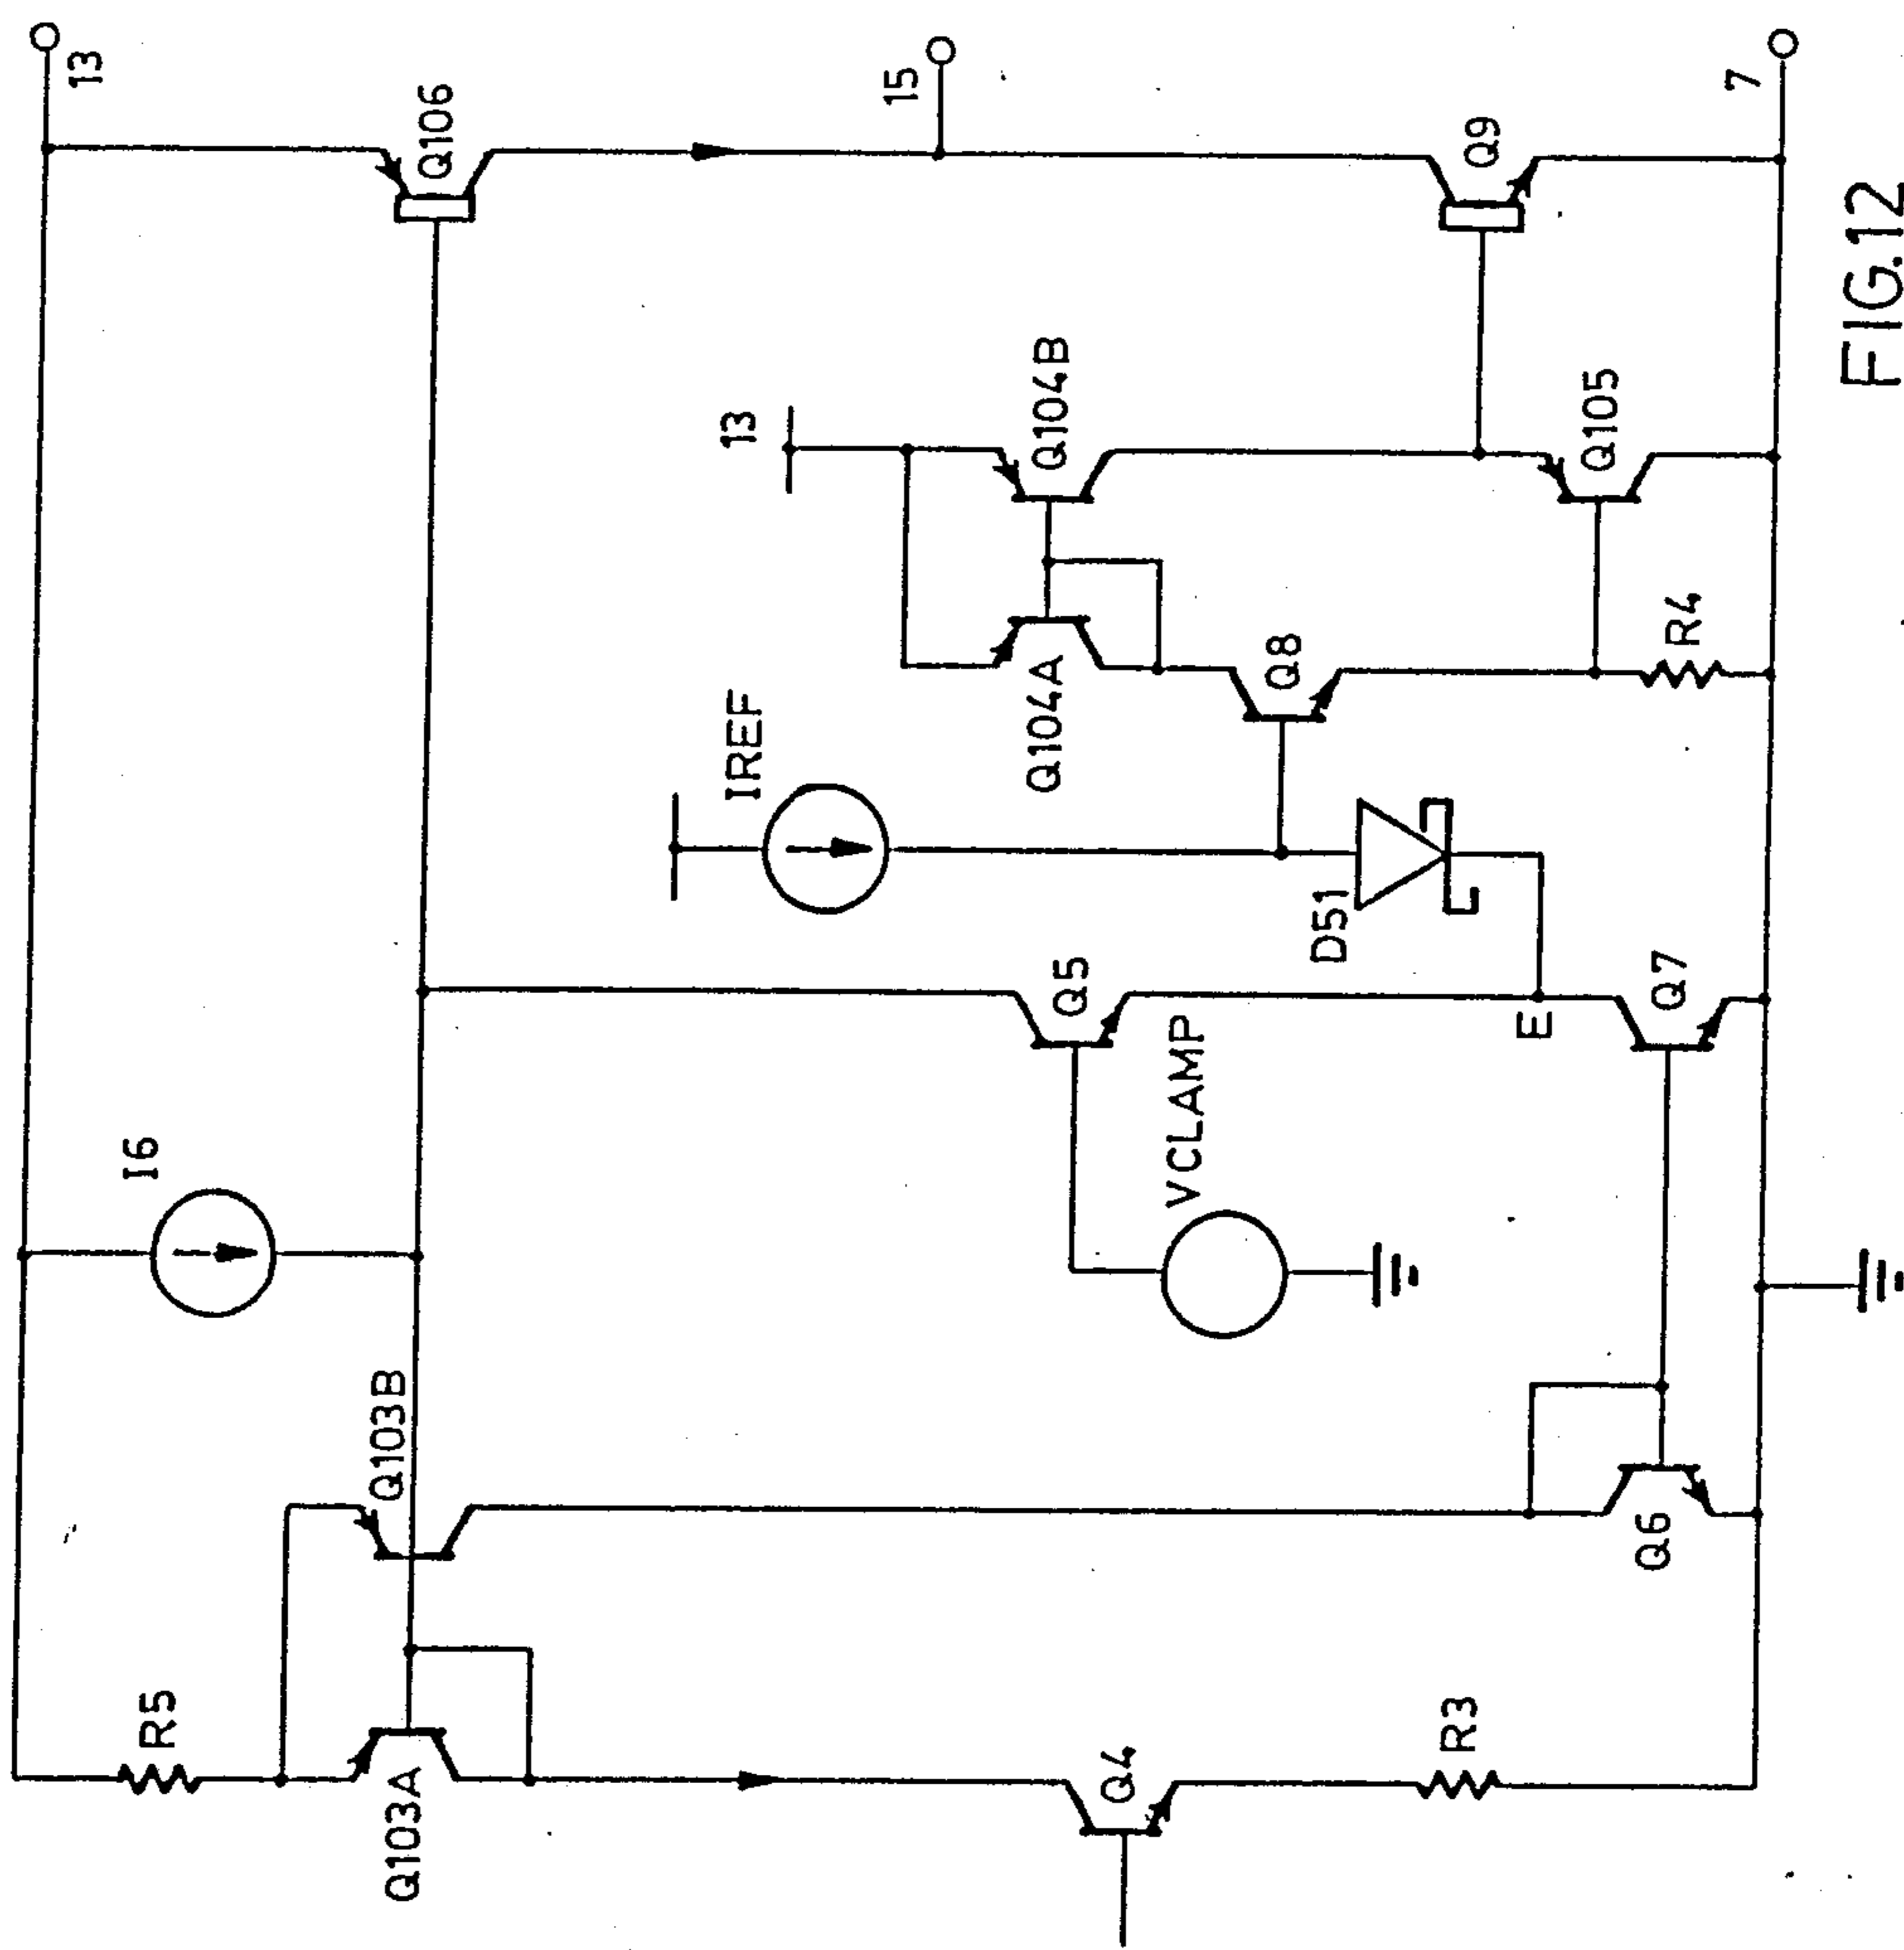 13
I6
R5
Q103B
Q103A
Q106
15
13
IREF
Q104B
Q104A
Q5
V CLAMP
Q4
Q8
D51
Q9
E
R3
Q105
R4
Q7
Q6
7
FIG.12